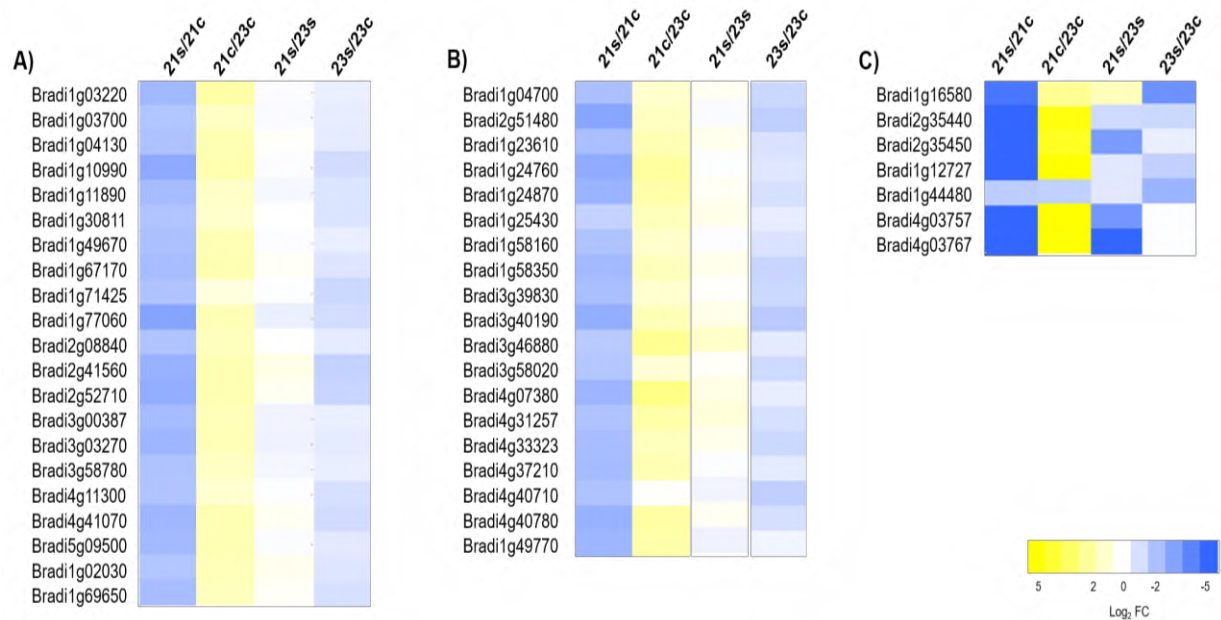 A)
21s/21c 21c/23c 21s/23s 23s/23c
Bradi1g03220
Bradi1g03700
Bradi1g04130
Bradi1g10990
Bradi1g11890
Bradi1g30811
Bradi1g49670
Bradi1g67170
Bradi1g71425
Bradi1g77060
Bradi2g08840
Bradi2g41560
Bradi2g52710
Bradi3g00387
Bradi3g03270
Bradi3g58780
Bradi4g11300
Bradi4g41070
Bradi5g09500
Bradi1g02030
Bradi1g69650
B)
21s/21c 21c/23c 21s/23s 23s/23c
Bradi1g04700
Bradi2g51480
Bradi1g23610
Bradi1g24760
Bradi1g24870
Bradi1g25430
Bradi1g58160
Bradi1g58350
Bradi3g39830
Bradi3g40190
Bradi3g46880
Bradi3g58020
Bradi4g07380
Bradi4g31257
Bradi4g33323
Bradi4g37210
Bradi4g40710
Bradi4g40780
Bradi1g49770
C)
21s/21c 21c/23c 21s/23s 23s/23c
Bradi1g16580
Bradi2g35440
Bradi2g35450
Bradi1g12727
Bradi1g44480
Bradi4g03757
Bradi4g03767
5 2 0 -2 -5
Log₂ FC